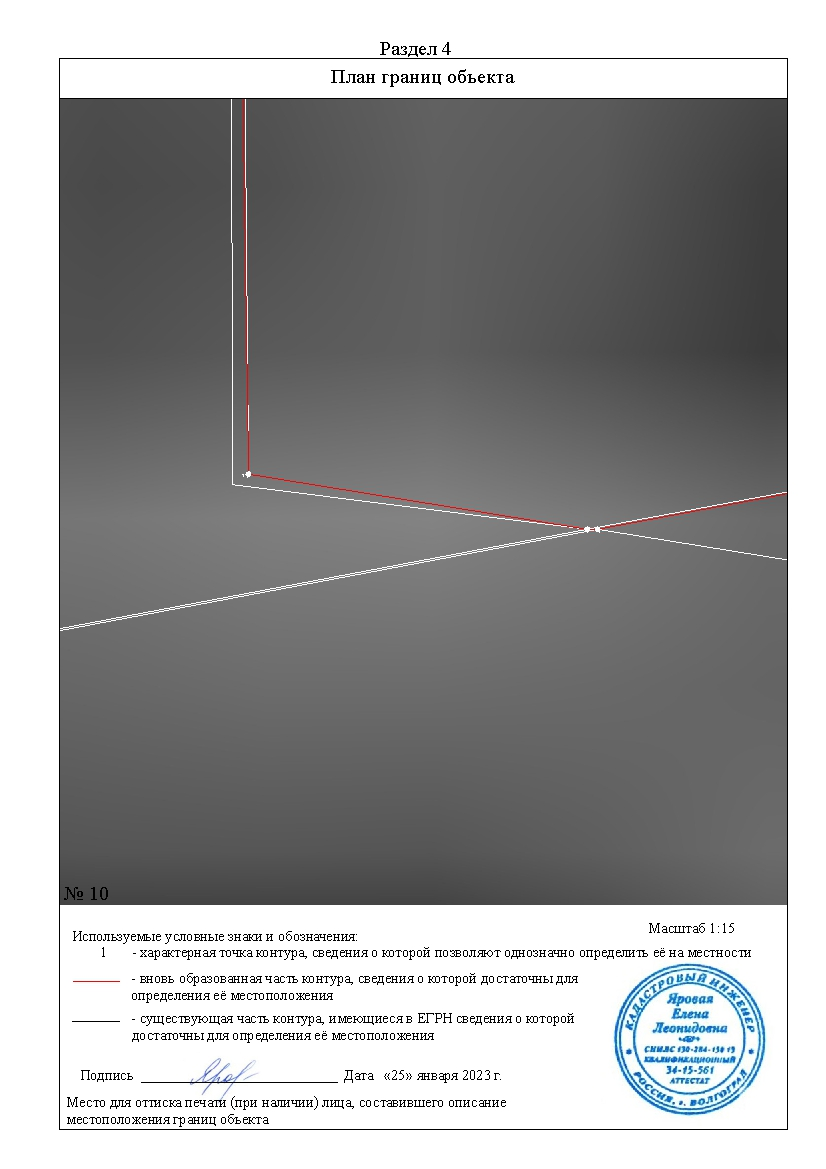 Раздел 4
План границ объекта
№ 10
Масштаб 1:15
Используемые условные знаки и обозначения:
1 - характерная точка контура, сведения о которой позволяют однозначно определить её на местности
- вновь образованная часть контура, сведения о которой достаточны для
определения её местоположения
- существующая часть контура, имеющиеся в ЕГРН сведения о которой
достаточны для определения её местоположения
КАДАСТРОВЫЙ ИНЖЕНЕР
Яровая
Елена
Леонидовна
КВАЛИФИКАЦИОННЫЙ
34-15-561
АТТЕСТАТ
РОССИЯ, г. ВОЛГОГРАД
Подпись Дата «25» января 2023 г.
Место для оттиска печати (при наличии) лица, составившего описание
местоположения границ объекта